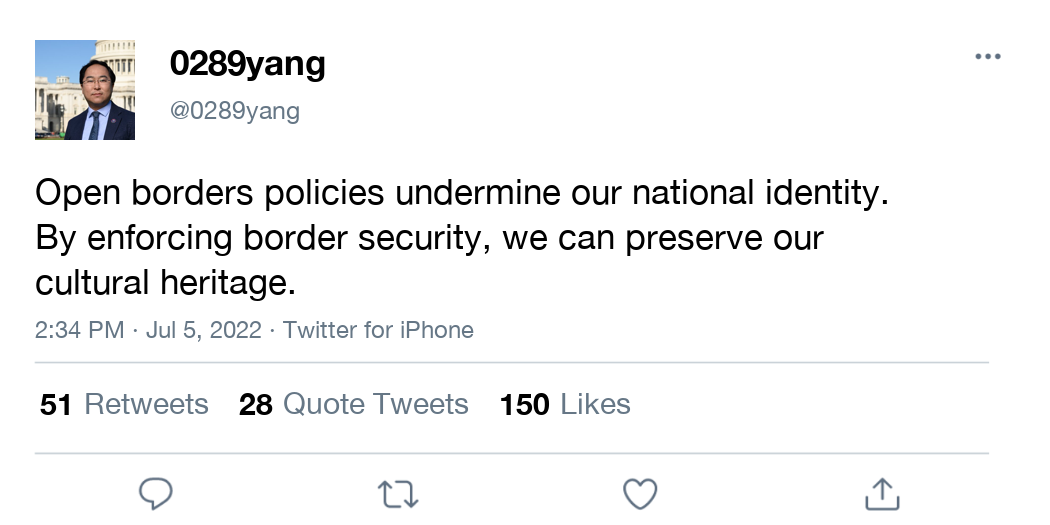 0289yang
@0289yang
Open borders policies undermine our national identity.
By enforcing border security, we can preserve our
cultural heritage.
2:34 PM · Jul 5, 2022 · Twitter for iPhone
51 Retweets 28 Quote Tweets 150 Likes